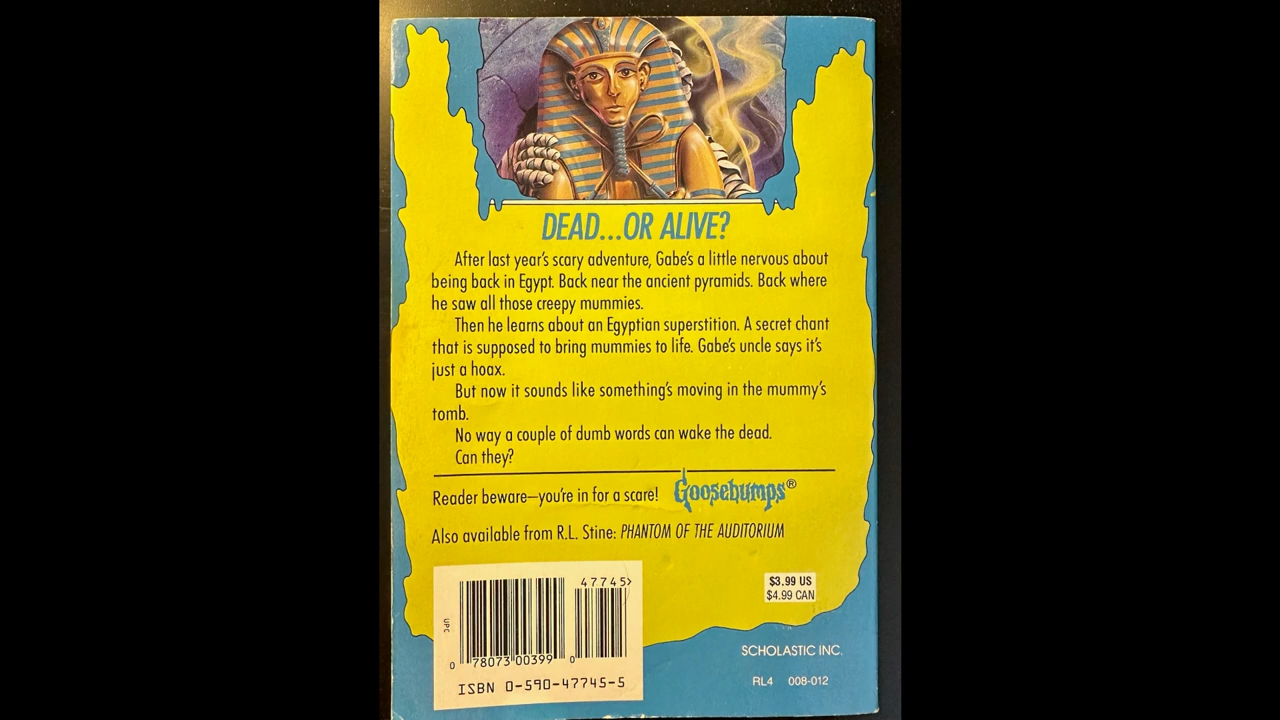 DEAD...OR ALIVE?
After last year's scary adventure, Gabe's a little nervous about
being back in Egypt. Back near the ancient pyramids. Back where
he saw all those creepy mummies.
Then he learns about an Egyptian superstition. A secret chant
that is supposed to bring mummies to life. Gabe's uncle says it's
just a hoax.
But now it sounds like something's moving in the mummy's
tomb.
No way a couple of dumb words can wake the dead.
Can they?
Reader beware—you're in for a scare! Goosebumps®
Also available from R.L. Stine: PHANTOM OF THE AUDITORIUM
47745>
$3.99 US
$4.99 CAN
UPC
0 78073 00399 0
ISBN 0-590-47745-5
SCHOLASTIC INC.
RL4 008-012